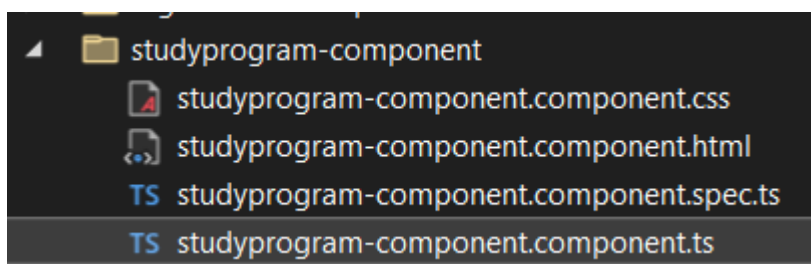 studyprogram-component
studyprogram-component.component.css
studyprogram-component.component.html
TS studyprogram-component.component.spec.ts
TS studyprogram-component.component.ts